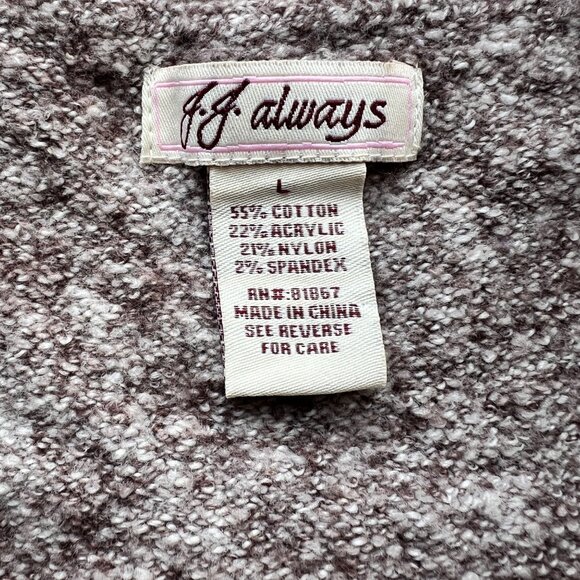 J.J. always
L
55% COTTON
22% ACRYLIC
21% NYLON
2% SPANDEX
RN#:81867
MADE IN CHINA
SEE REVERSE
FOR CARE